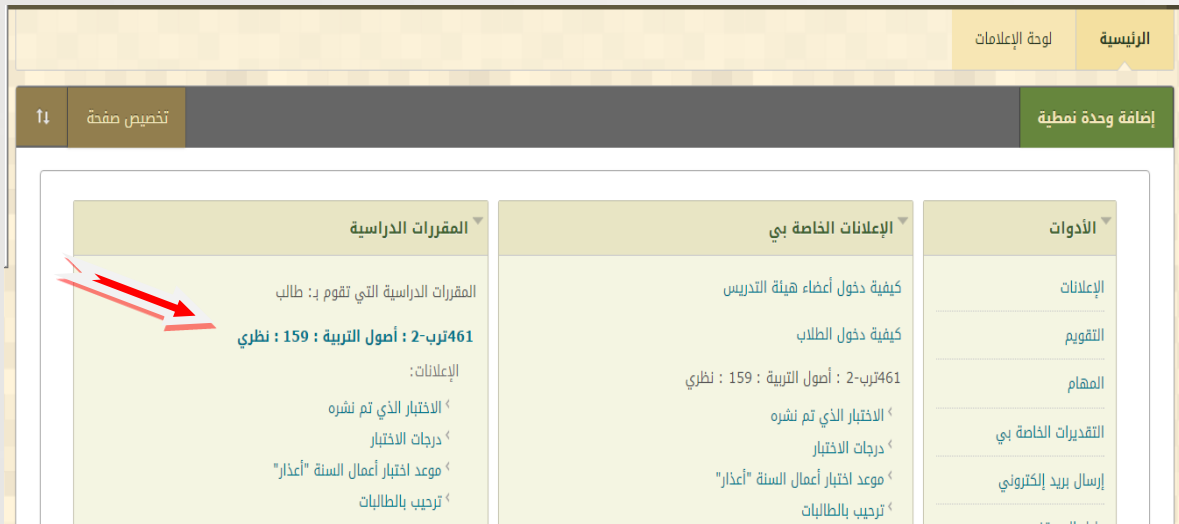 الرئيسية
لوحة الإعلامات
إضافة وحدة نمطية
تخصيص صفحة
الأدوات
الإعلانات
التقويم
المهام
التقديرات الخاصة بي
إرسال بريد إلكتروني
الإعلانات الخاصة بي
كيفية دخول أعضاء هيئة التدريس
كيفية دخول الطلاب
461ترب-2 : أصول التربية : 159 : نظري
الاختبار الذي تم نشره
درجات الاختبار
موعد اختبار أعمال السنة "أعذار"
ترحيب بالطالبات
المقررات الدراسية
المقررات الدراسية التي تقوم بـ: طالب
461ترب-2 : أصول التربية : 159 : نظري
الإعلانات:
الاختبار الذي تم نشره
درجات الاختبار
موعد اختبار أعمال السنة "أعذار"
ترحيب بالطالبات